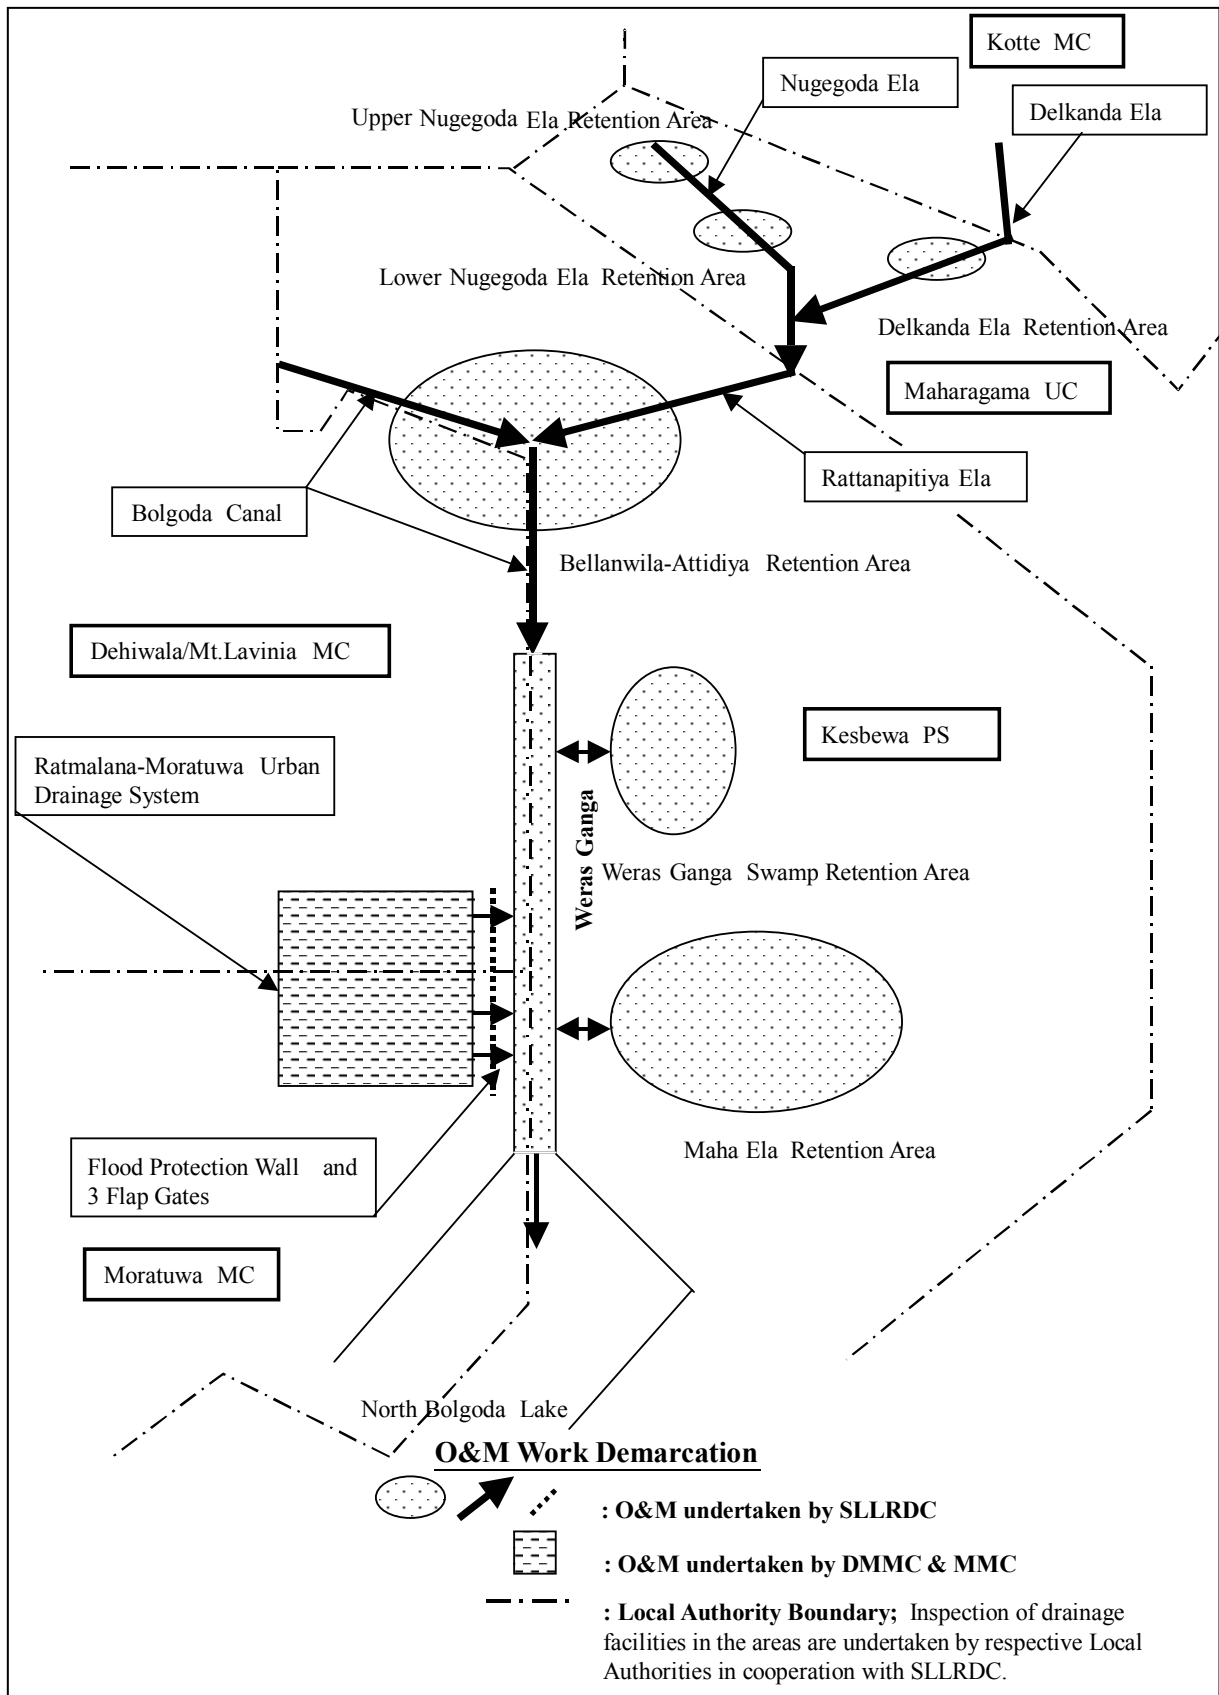 Kotte MC
Nugegoda Ela
Delkanda Ela
Upper Nugegoda Ela Retention Area
Lower Nugegoda Ela Retention Area
Delkanda Ela Retention Area
Maharagama UC
Rattanapitiya Ela
Bolgoda Canal
Bellanwila-Attidiya Retention Area
Dehiwala/Mt.Lavinia MC
Kesbewa PS
Ratmalana-Moratuwa Urban
Drainage System
Weras Ganga
Weras Ganga Swamp Retention Area
Maha Ela Retention Area
Flood Protection Wall and
3 Flap Gates
Moratuwa MC
North Bolgoda Lake
O&M Work Demarcation
: O&M undertaken by SLLRDC
: O&M undertaken by DMMC & MMC
: Local Authority Boundary; Inspection of drainage
facilities in the areas are undertaken by respective Local
Authorities in cooperation with SLLRDC.